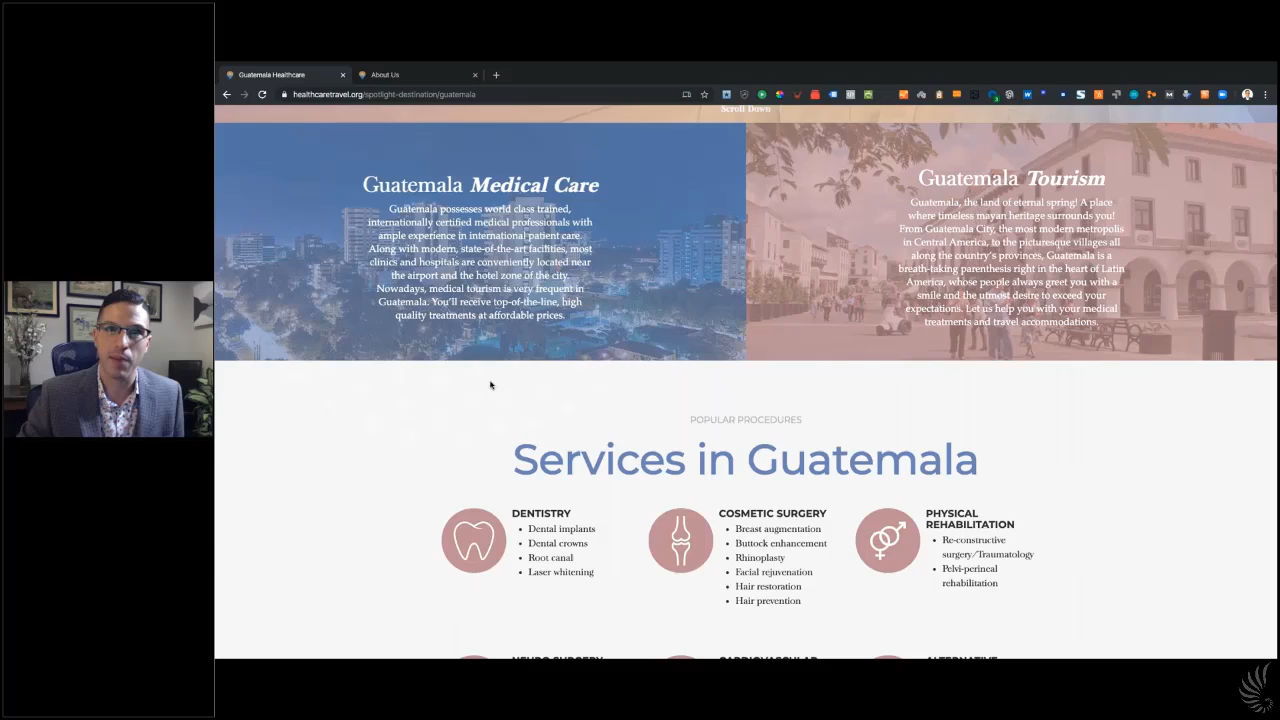 Guatemala Healthcare
About Us
healthcaretravel.org/spotlight-destination/guatemala
Scroll Down
Guatemala Medical Care
Guatemala possesses world class trained,
internationally certified medical professionals with
ample experience in international patient care.
Along with modern, state-of-the-art facilities, most
clinics and hospitals are conveniently located near
the airport and the hotel zone of the city.
Nowadays, medical tourism is very frequent in
Guatemala. You'll receive top-of-the-line, high
quality treatments at affordable prices.
Guatemala Tourism
Guatemala, the land of eternal spring! A place
where timeless mayan heritage surrounds you!
From Guatemala City, the most modern metropolis
in Central America, to the picturesque villages all
along the country's provinces, Guatemala is a
breath-taking parenthesis right in the heart of Latin
America, whose people always greet you with a
smile and the utmost desire to exceed your
expectations. Let us help you with your medical
treatments and travel accommodations.
POPULAR PROCEDURES
Services in Guatemala
DENTISTRY
• Dental implants
• Dental crowns
• Root canal
• Laser whitening
COSMETIC SURGERY
• Breast augmentation
• Buttock enhancement
• Rhinoplasty
• Facial rejuvenation
• Hair restoration
• Hair prevention
PHYSICAL
REHABILITATION
• Re-constructive
surgery/Traumatology
• Pelvi-perineal
rehabilitation
NEURO SURGERY
CARDIOVASCULAR
ALTERNATIVE